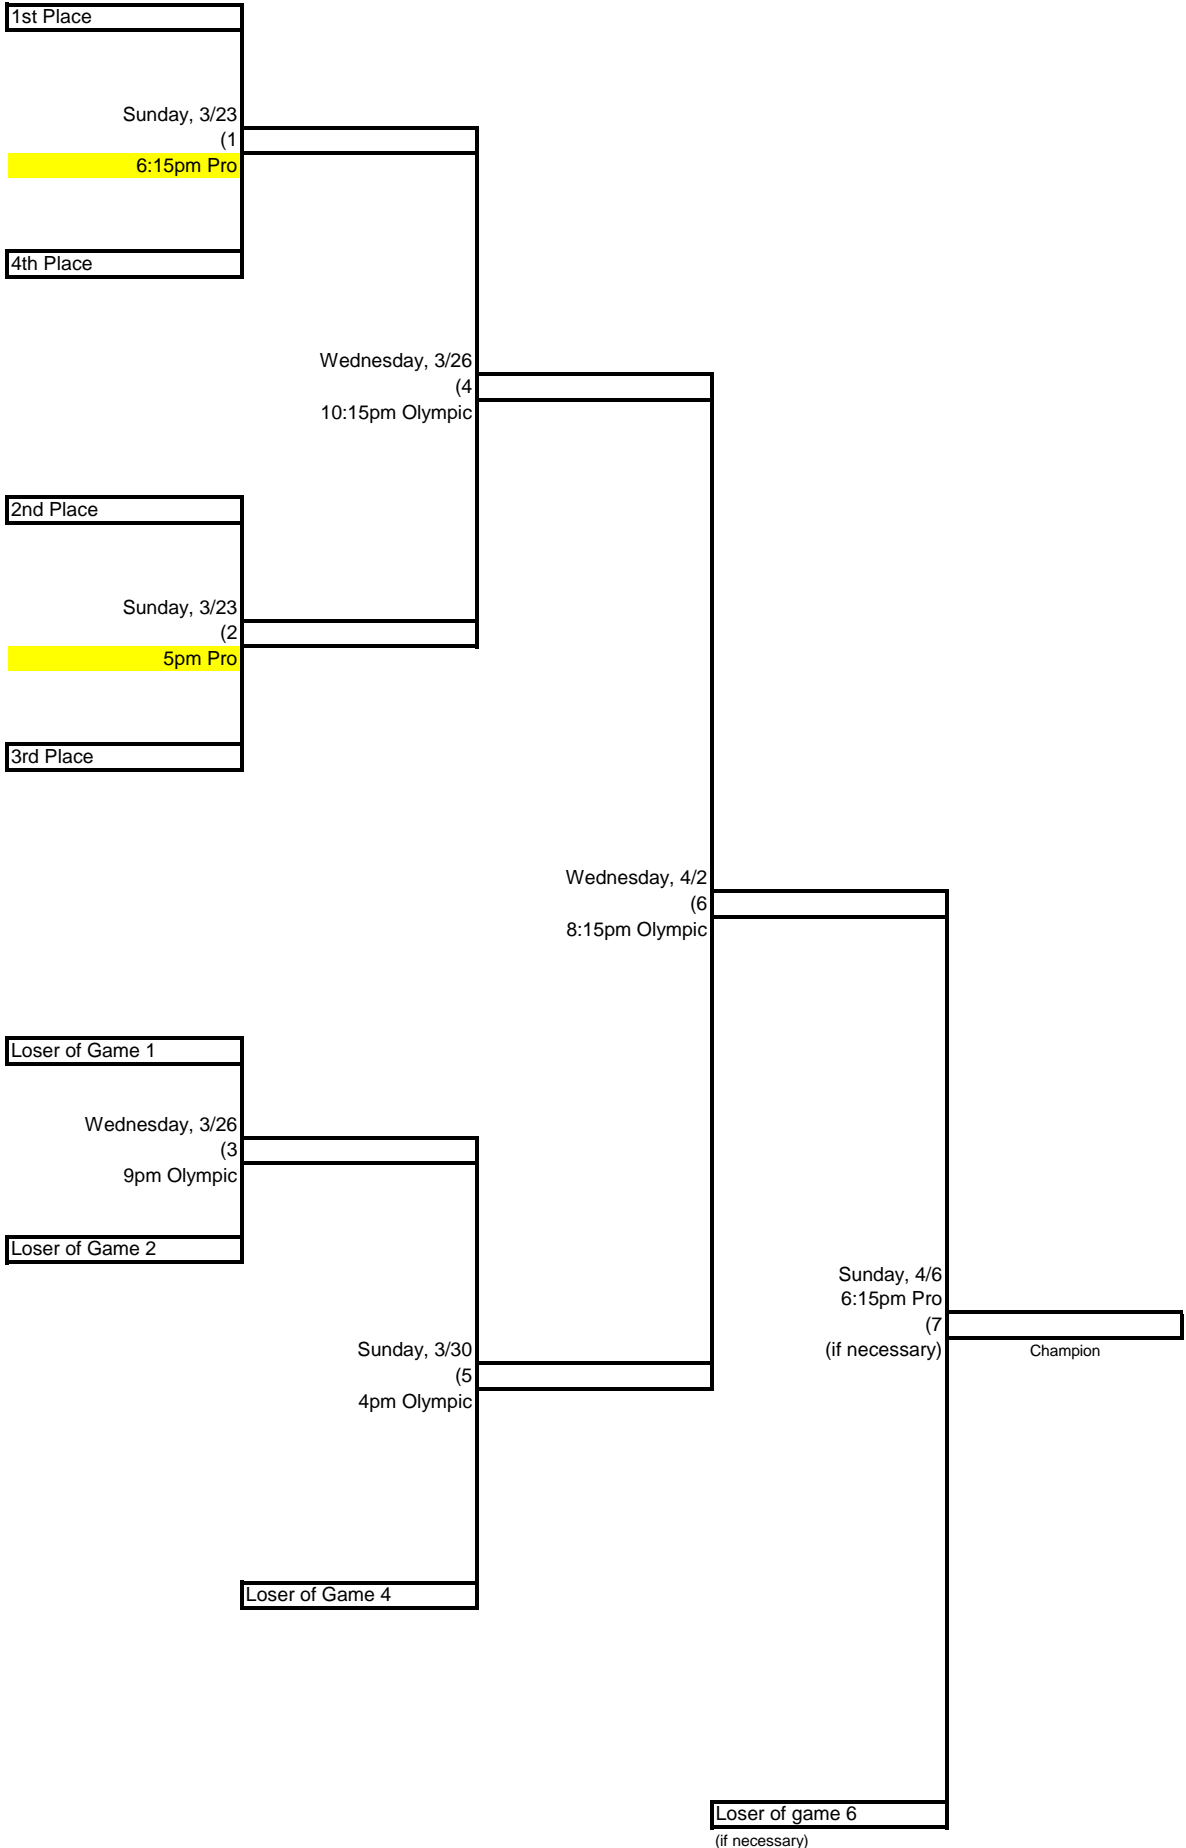 1st Place
Sunday, 3/23
(1
6:15pm Pro
4th Place
Wednesday, 3/26
(4
10:15pm Olympic
2nd Place
Sunday, 3/23
(2
5pm Pro
3rd Place
Wednesday, 4/2
(6
8:15pm Olympic
Loser of Game 1
Wednesday, 3/26
(3
9pm Olympic
Loser of Game 2
Sunday, 4/6
6:15pm Pro
(7
(if necessary)
Champion
Sunday, 3/30
(5
4pm Olympic
Loser of Game 4
Loser of game 6
(if necessary)